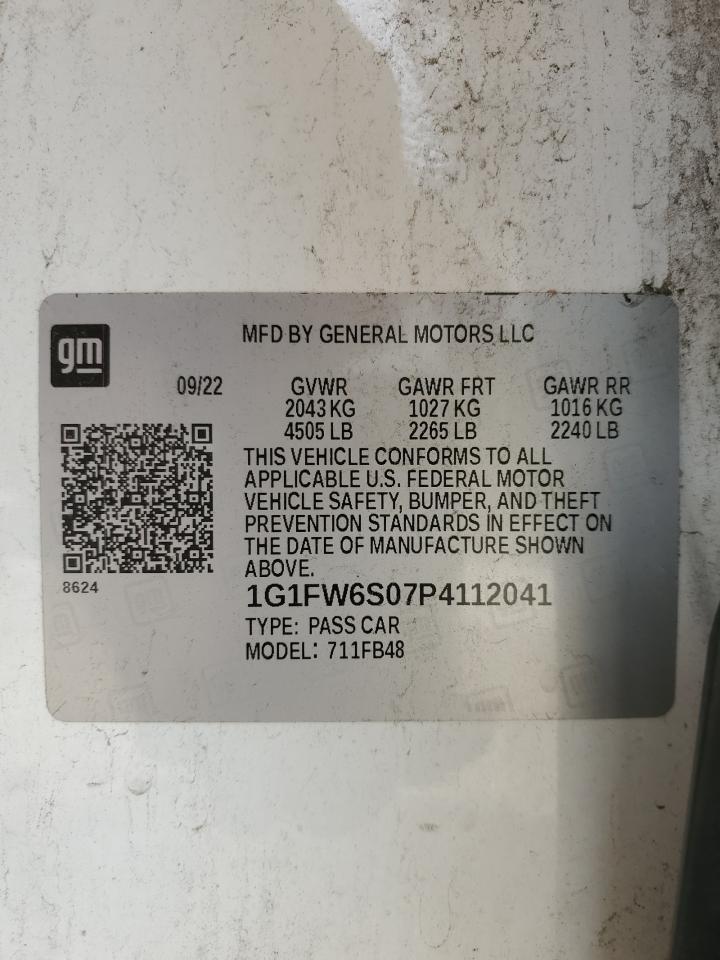 gm
MFD BY GENERAL MOTORS LLC
09/22 GVWR GAWR FRT GAWR RR
2043 KG 1027 KG 1016 KG
4505 LB 2265 LB 2240 LB
THIS VEHICLE CONFORMS TO ALL
APPLICABLE U.S. FEDERAL MOTOR
VEHICLE SAFETY, BUMPER, AND THEFT
PREVENTION STANDARDS IN EFFECT ON
THE DATE OF MANUFACTURE SHOWN
ABOVE.
8624
1G1FW6S07P4112041
TYPE: PASS CAR
MODEL: 711FB48